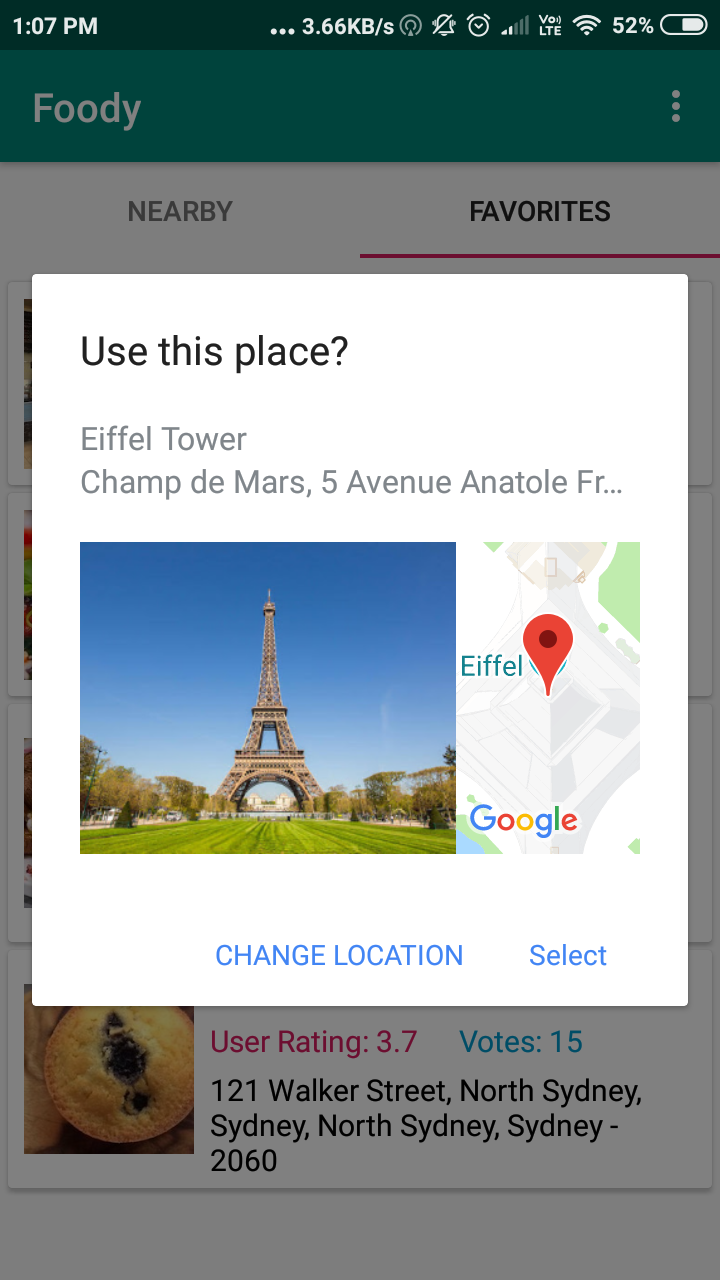 1:07 PM ... 3.66KB/s VoD LTE 52%
Foody
NEARBY FAVORITES
Use this place?
Eiffel Tower
Champ de Mars, 5 Avenue Anatole Fr...
Eiffel
Google
CHANGE LOCATION Select
User Rating: 3.7 Votes: 15
121 Walker Street, North Sydney,
Sydney, North Sydney, Sydney -
2060